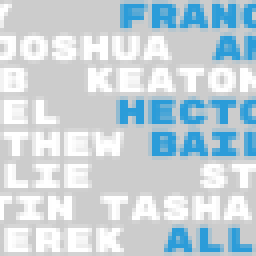 Y FRANC
JOSHUA AN
B KEATON
EL HECTO
THEW BAIL
LIE ST
TIN TASHA
EREK ALL